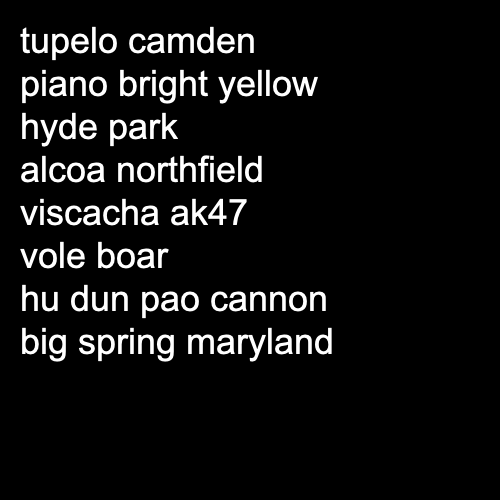 tupelo camden
piano bright yellow
hyde park
alcoa northfield
viscacha ak47
vole boar
hu dun pao cannon
big spring maryland